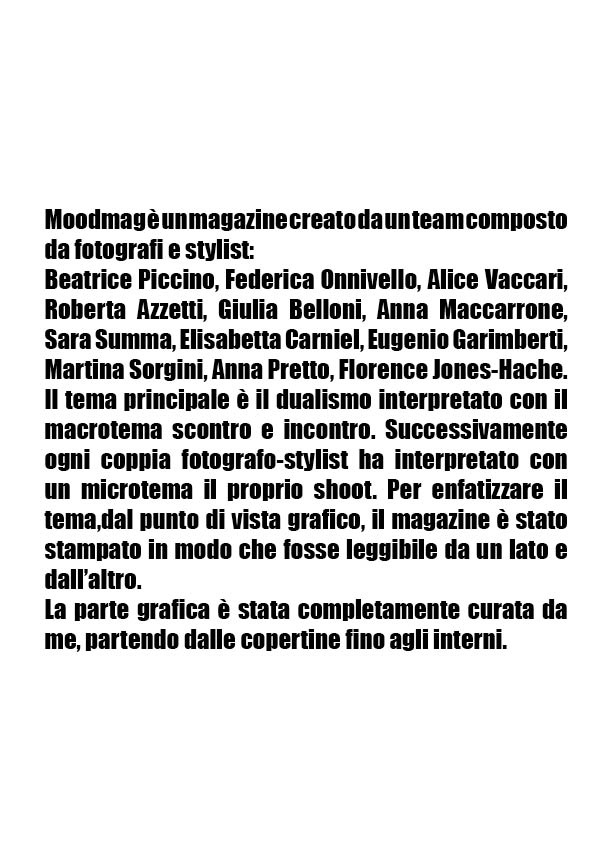 Moodmag è un magazine creato da un team composto
da fotografi e stylist:
Beatrice Piccino, Federica Onnivello, Alice Vaccari,
Roberta Azzetti, Giulia Belloni, Anna Maccarrone,
Sara Summa, Elisabetta Carniel, Eugenio Garimberti,
Martina Sorgini, Anna Pretto, Florence Jones-Hache.
Il tema principale è il dualismo interpretato con il
macrotema scontro e incontro. Successivamente
ogni coppia fotografo-stylist ha interpretato con
un microtema il proprio shoot. Per enfatizzare il
tema,dal punto di vista grafico, il magazine è stato
stampato in modo che fosse leggibile da un lato e
dall’altro.
La parte grafica è stata completamente curata da
me, partendo dalle copertine fino agli interni.